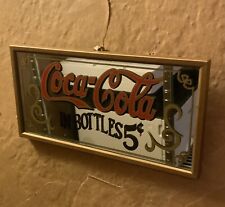 Coca-Cola
IN BOTTLES 5¢